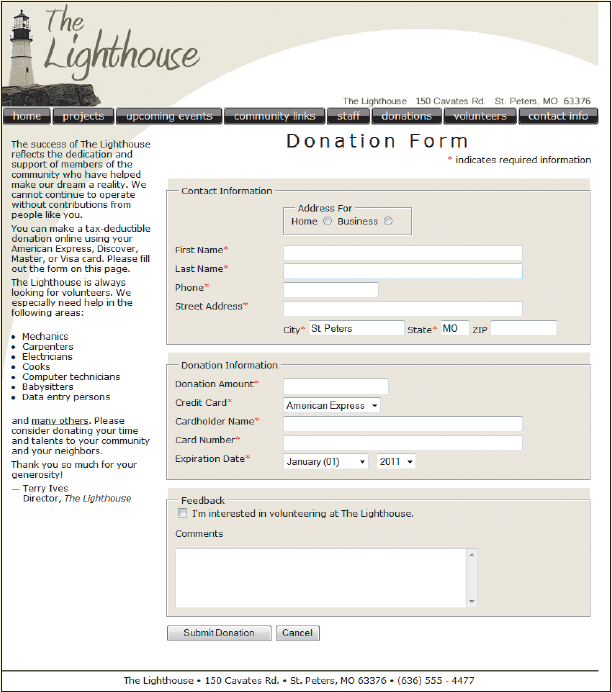 The
Lighthouse
The Lighthouse 150 Cavates Rd. St. Peters, MO 63376
home projects upcoming events community links staff donations volunteers contact info
The success of The Lighthouse
reflects the dedication and
support of members of the
community who have helped
make our dream a reality. We
cannot continue to operate
without contributions from
people like you.
You can make a tax-deductible
donation online using your
American Express, Discover,
Master, or Visa card. Please fill
out the form on this page.
The Lighthouse is always
looking for volunteers. We
especially need help in the
following areas:
• Mechanics
• Carpenters
• Electricians
• Cooks
• Computer technicians
• Babysitters
• Data entry persons
and many others. Please
consider donating your time
and talents to your community
and your neighbors.
Thank you so much for your
generosity!
— Terry Ives
Director, The Lighthouse
Donation Form
* indicates required information
Contact Information
Address For
Home Business
First Name*
Last Name*
Phone*
Street Address*
City* St. Peters State* MO ZIP
Donation Information
Donation Amount*
Credit Card* American Express
Cardholder Name*
Card Number*
Expiration Date* January (01) 2011
Feedback
I'm interested in volunteering at The Lighthouse.
Comments
Submit Donation Cancel
The Lighthouse • 150 Cavates Rd. • St. Peters, MO 63376 • (636) 555 - 4477